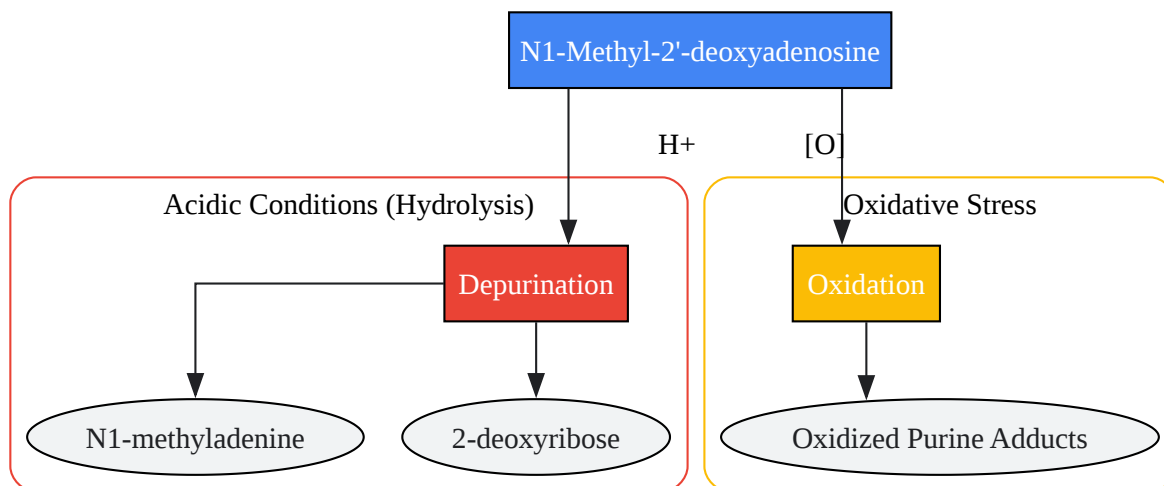 N1-Methyl-2'-deoxyadenosine
H+
[O]
Acidic Conditions (Hydrolysis)
Oxidative Stress
Depurination
Oxidation
N1-methyladenine
2-deoxyribose
Oxidized Purine Adducts